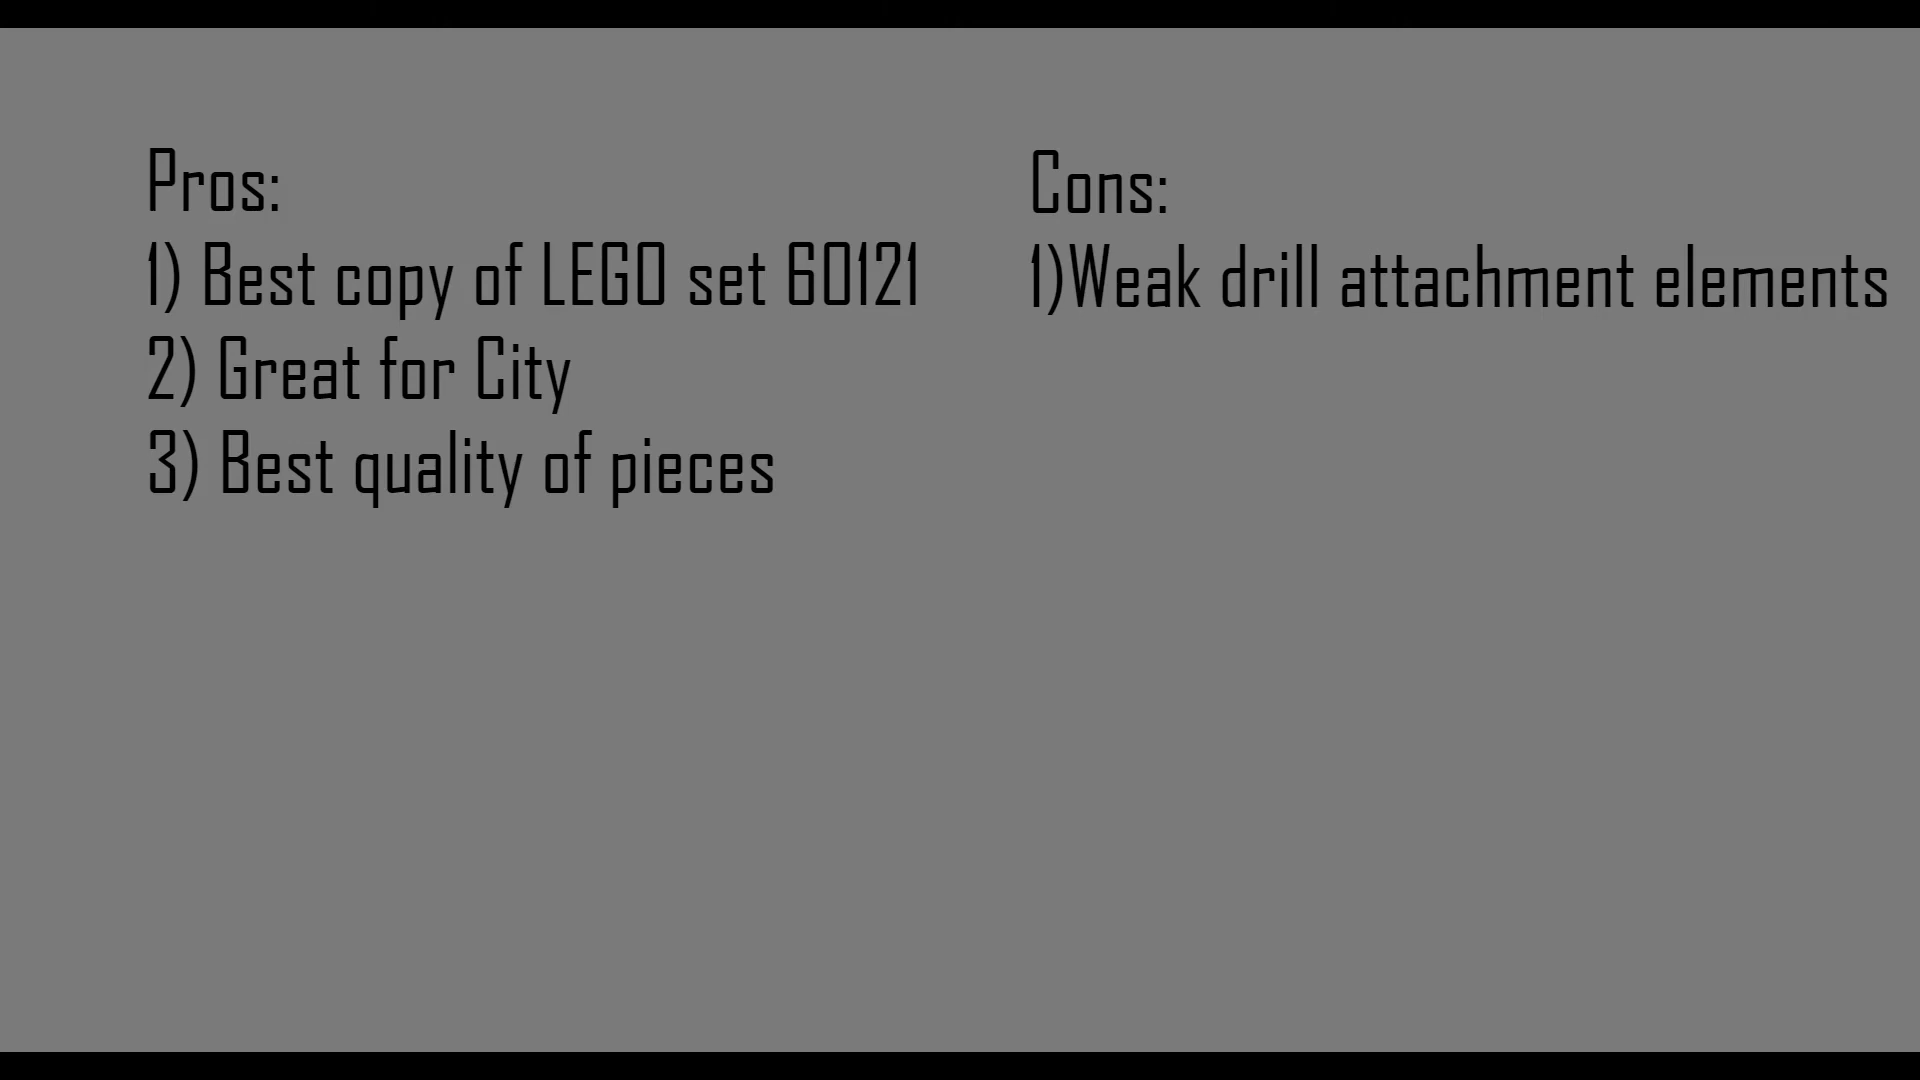 Pros:
1) Best copy of LEGO set 60121
2) Great for City
3) Best quality of pieces
Cons:
1)Weak drill attachment elements